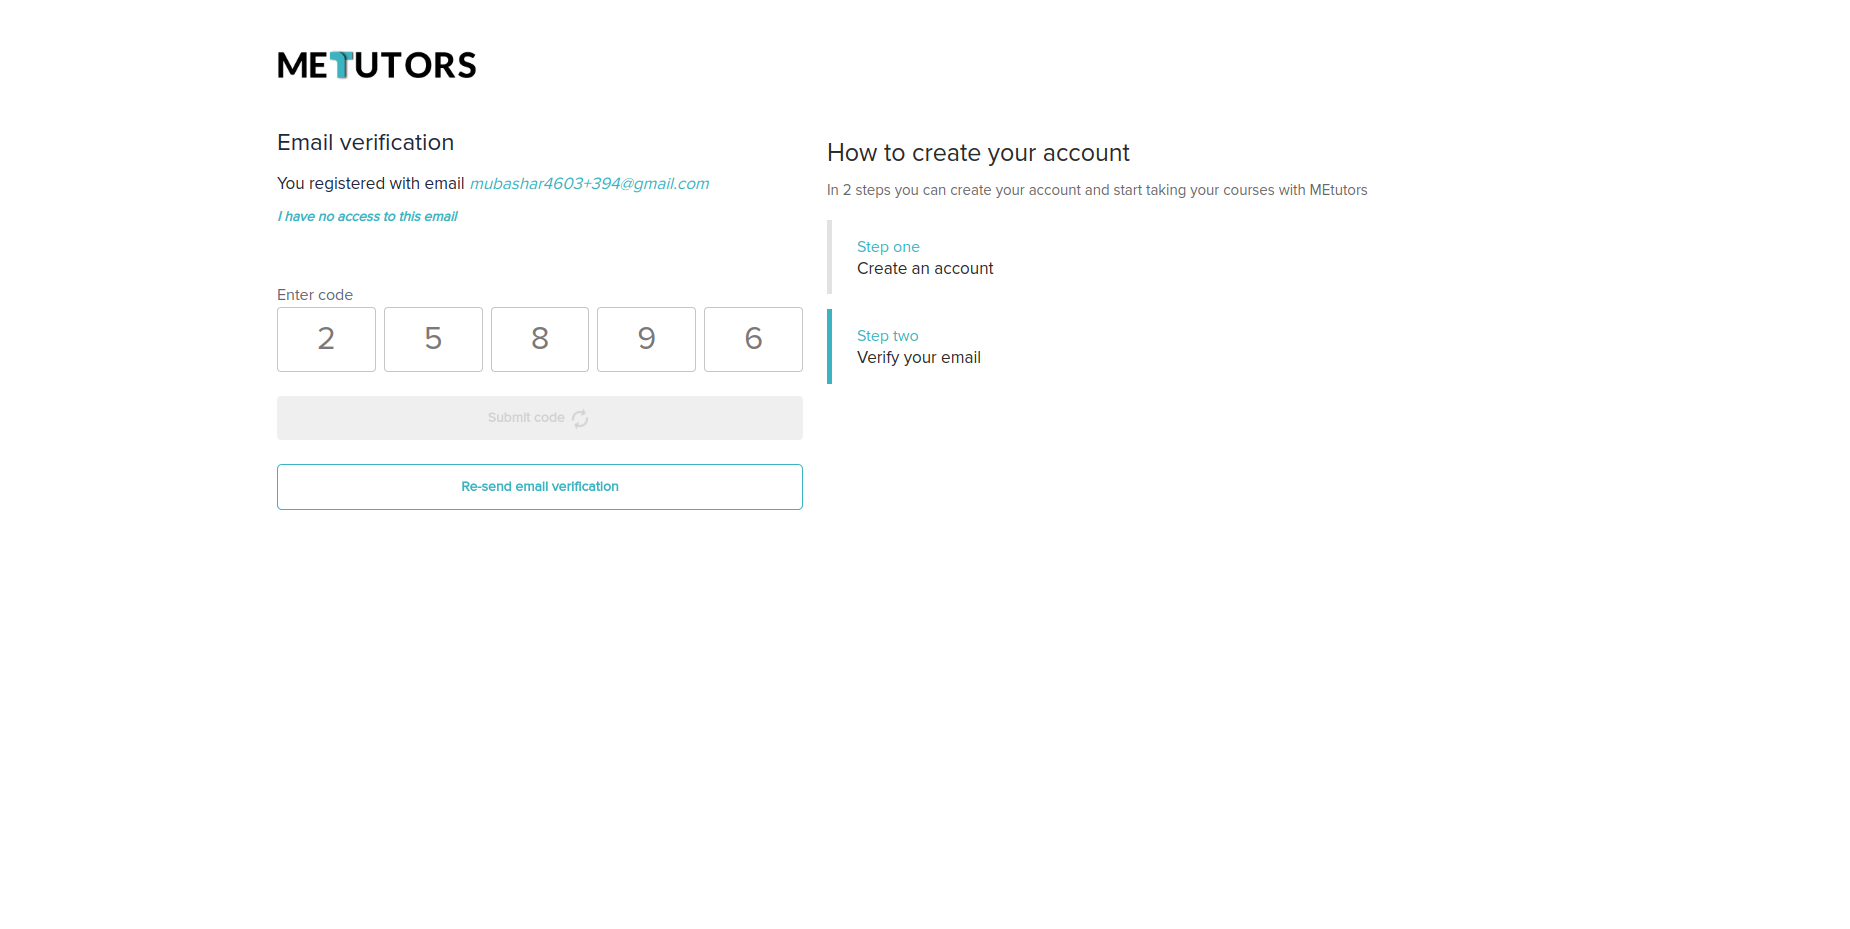 METUTORS
Email verification
You registered with email mubashar4603+394@gmail.com
I have no access to this email
Enter code
2 5 8 9 6
Submit code
Re-send email verification
How to create your account
In 2 steps you can create your account and start taking your courses with MEtutors
Step one
Create an account
Step two
Verify your email